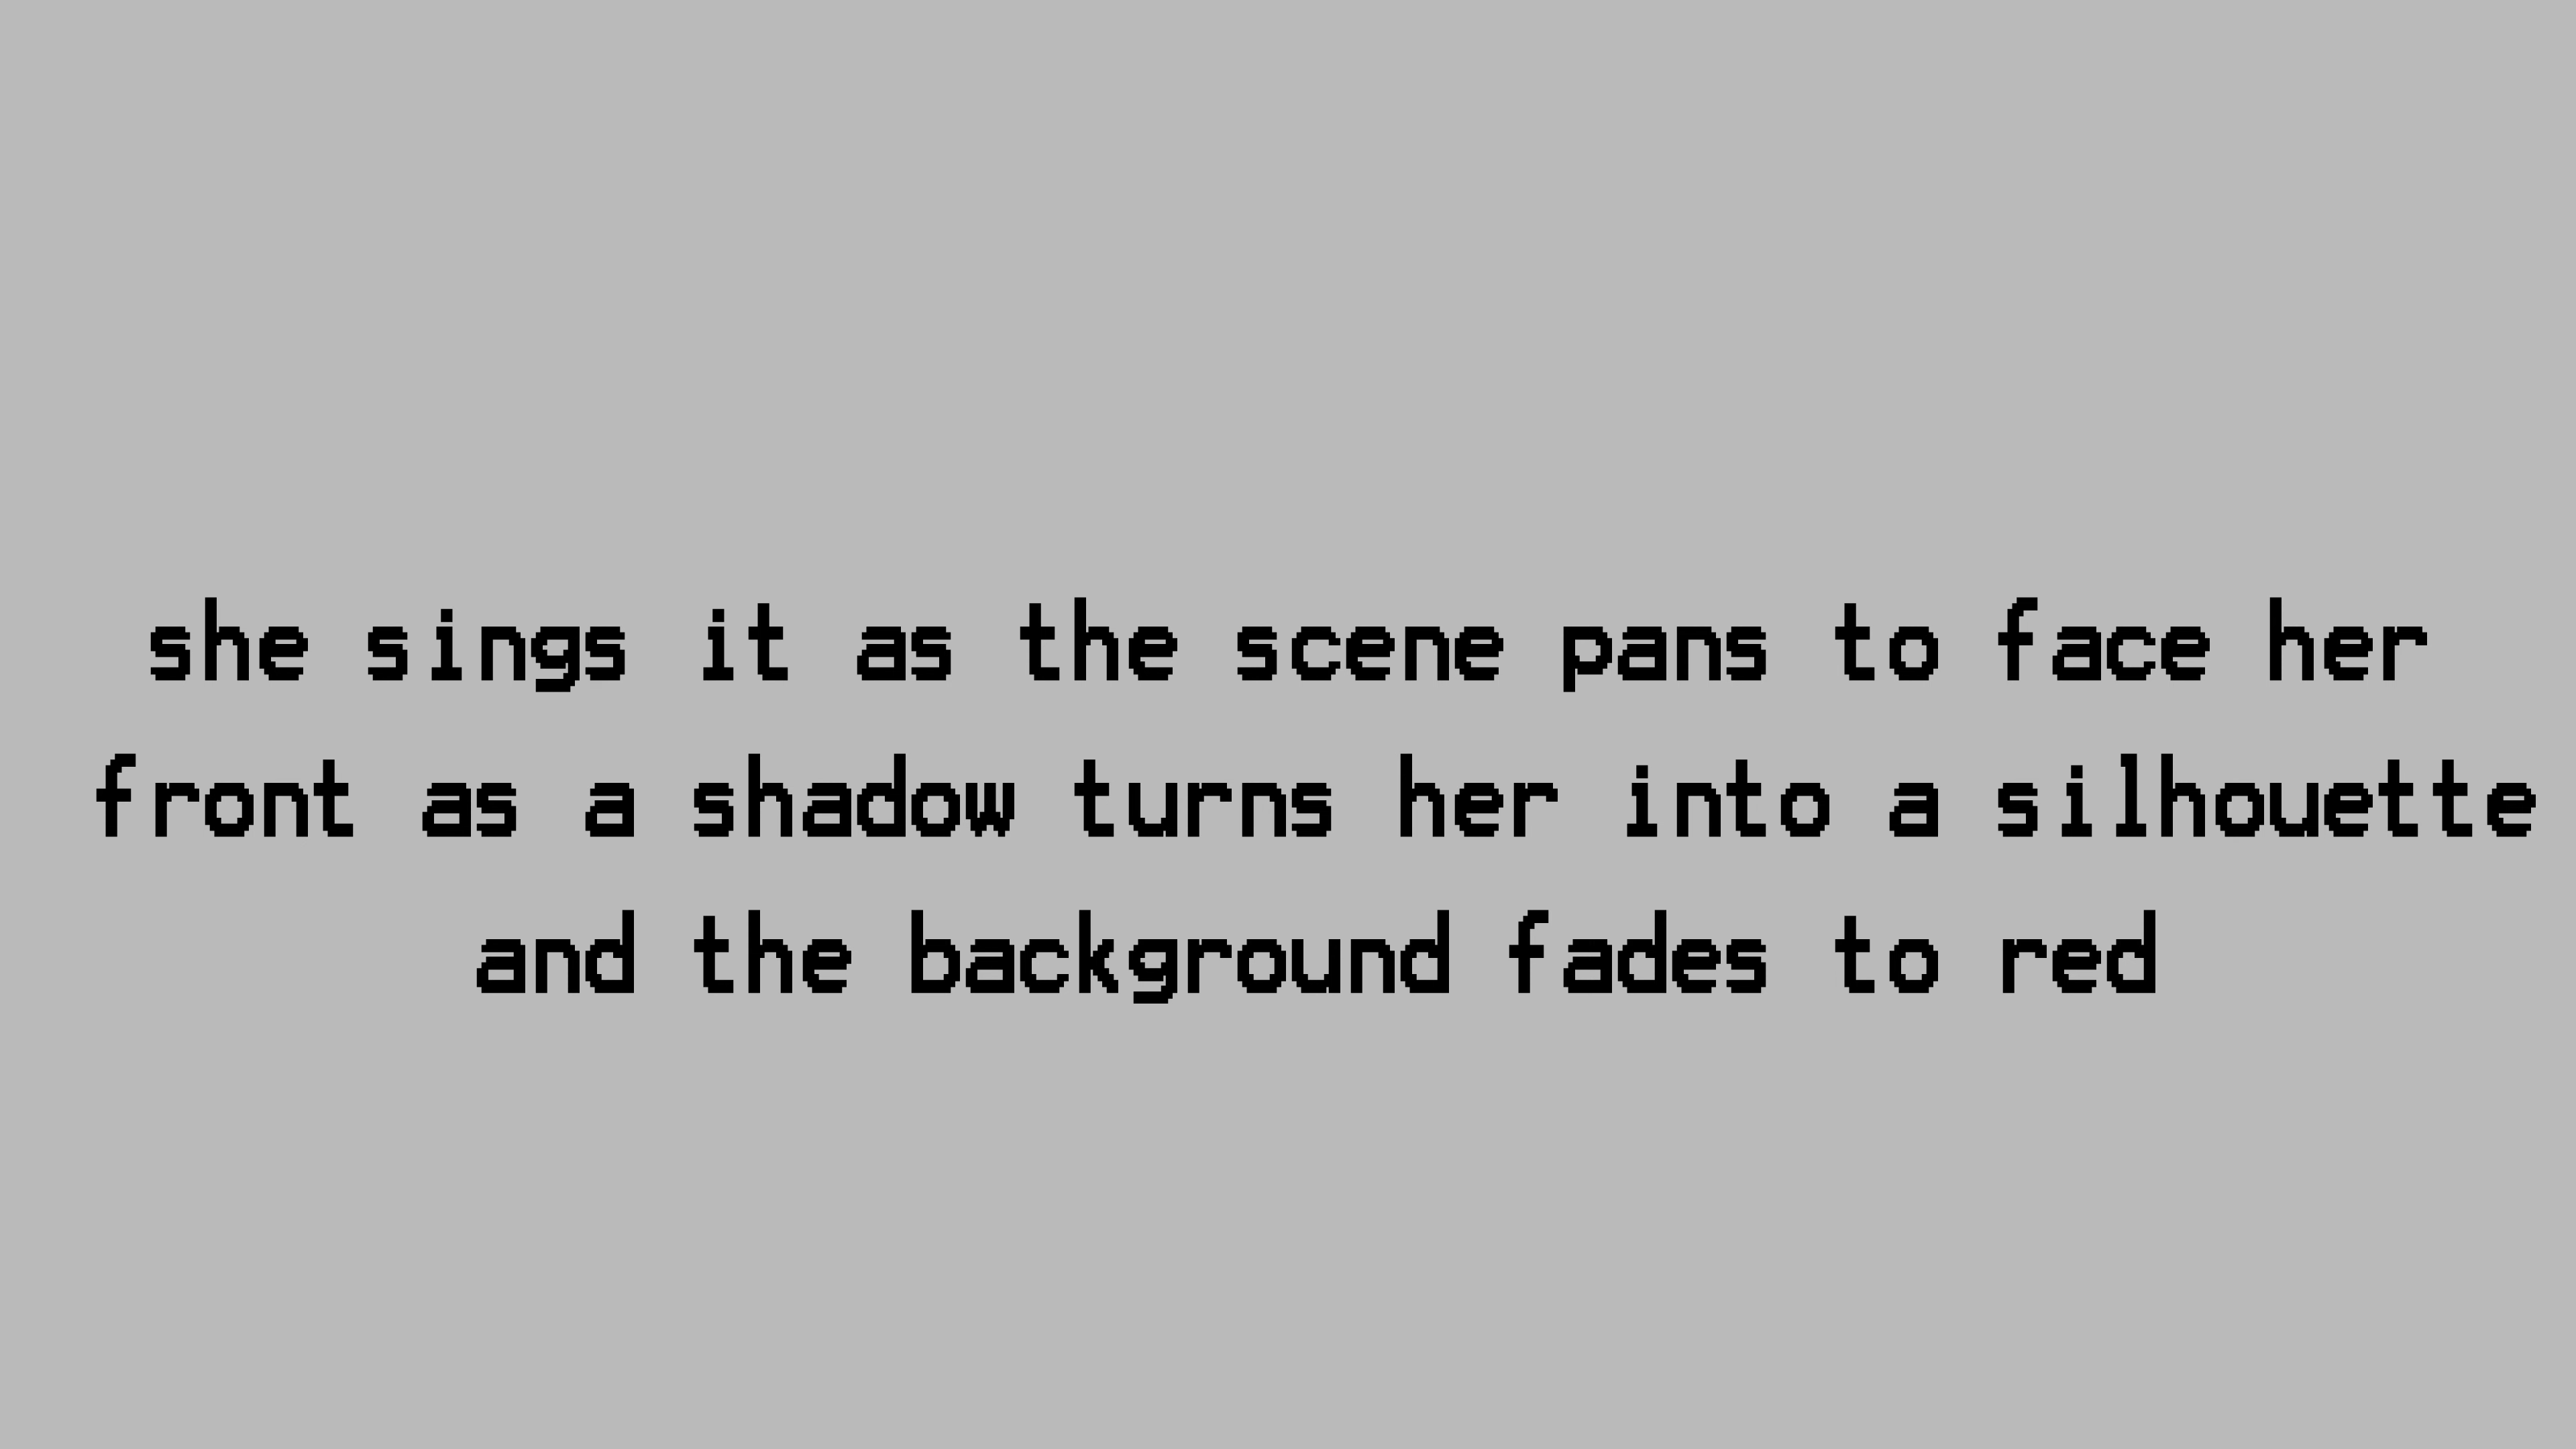 she sings it as the scene pans to face her
front as a shadow turns her into a silhouette
and the background fades to red